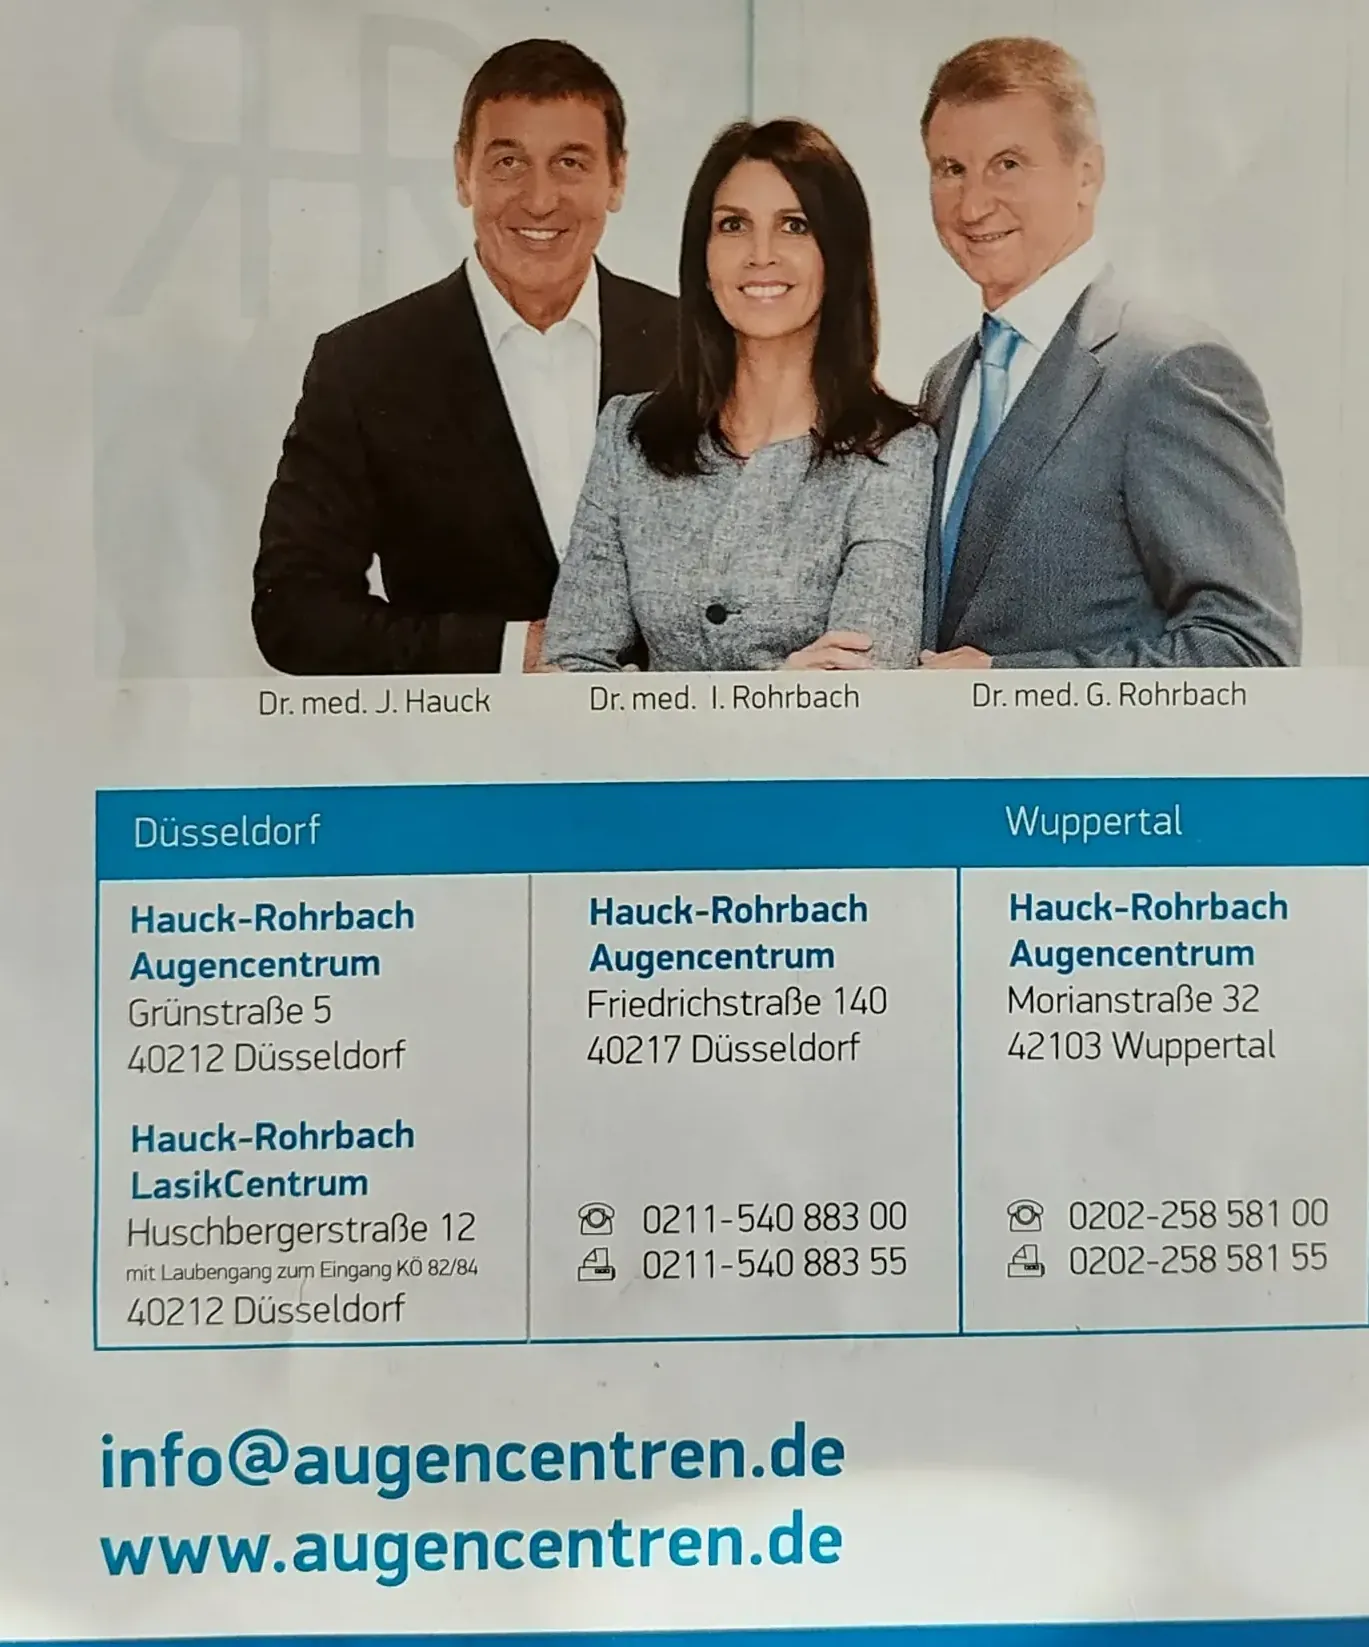 Dr. med. J. Hauck
Dr. med. I. Rohrbach
Dr. med. G. Rohrbach
Düsseldorf
Hauck-Rohrbach
Augencentrum
Grünstraße 5
40212 Düsseldorf
Hauck-Rohrbach
LasikCentrum
Huschbergerstraße 12
mit Laubengang zum Eingang KÖ 82/84
40212 Düsseldorf
Hauck-Rohrbach
Augencentrum
Friedrichstraße 140
40217 Düsseldorf
0211-540 883 00
0211-540 883 55
Wuppertal
Hauck-Rohrbach
Augencentrum
Morianstraße 32
42103 Wuppertal
0202-258 581 00
0202-258 581 55
info@augencentren.de
www.augencentren.de